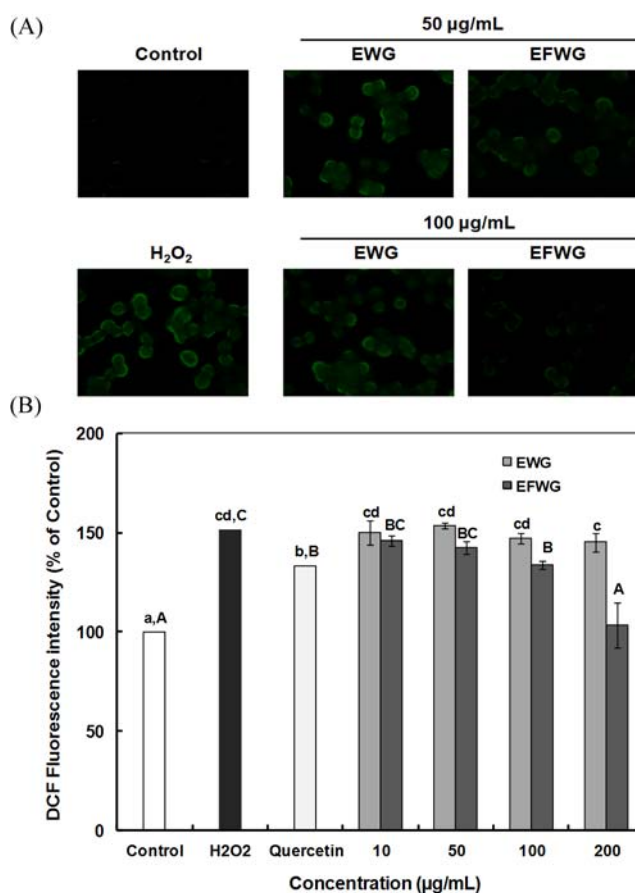 (A)
50 µg/mL
Control EWG EFWG
100 µg/mL
H₂O₂ EWG EFWG
(B)
DCF Fluorescence intensity (% of Control)
200
150
100
50
0
EWG
EFWG
a,A
cd,C
b,B
cd BC
cd BC
cd B
c A
Control H2O2 Quercetin 10 50 100 200
Concentration (µg/mL)